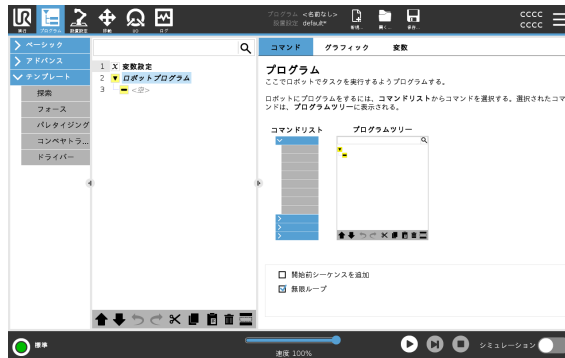 UR
実行
プログラム
設置設定
移動
I/O
ログ
プログラム <名前なし>
設置設定 default*
新規...
開く...
保存...
CCCC
CCCC
ベーシック
アドバンス
テンプレート
探索
フォース
パレタイジング
コンベヤトラ...
ドライバー
1 X 変数設定
2 ロボットプログラム
3 <空>
コマンド グラフィック 変数
プログラム
ここでロボットでタスクを実行するようプログラムする。
ロボットにプログラムをするには、コマンドリストからコマンドを選択する。選択されたコマ
ンドは、プログラムツリーに表示される。
コマンドリスト プログラムツリー
開始前シーケンスを追加
無限ループ
標準
速度 100%
シミュレーション